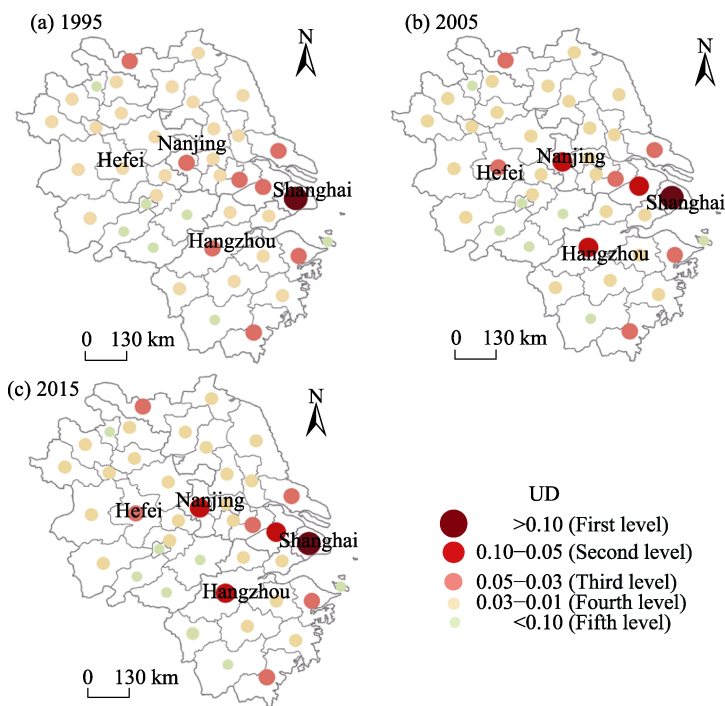 (a) 1995
N
Nanjing
Hefei
Shanghai
Hangzhou
0 130 km
(b) 2005
N
Nanjing
Hefei
Shanghai
Hangzhou
0 130 km
(c) 2015
N
Nanjing
Hefei
Shanghai
Hangzhou
0 130 km
UD
>0.10 (First level)
0.10−0.05 (Second level)
0.05−0.03 (Third level)
0.03−0.01 (Fourth level)
<0.10 (Fifth level)